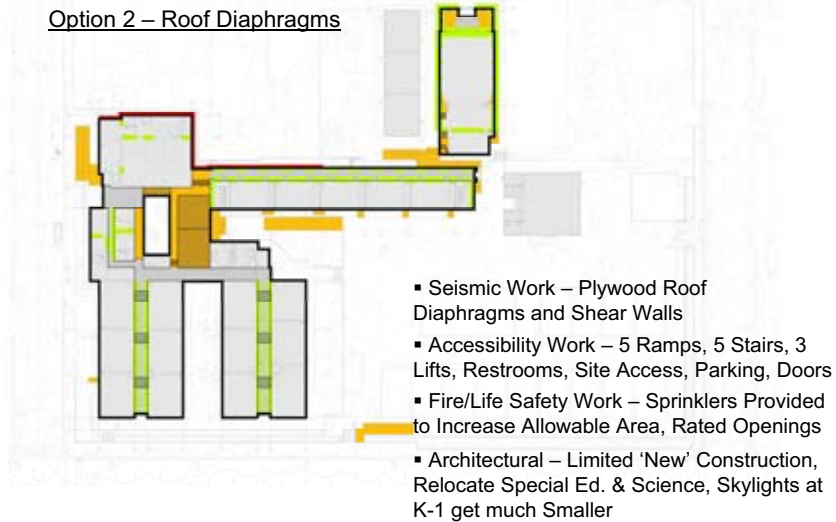 Option 2 – Roof Diaphragms
▪ Seismic Work – Plywood Roof
Diaphragms and Shear Walls
▪ Accessibility Work – 5 Ramps, 5 Stairs, 3
Lifts, Restrooms, Site Access, Parking, Doors
▪ Fire/Life Safety Work – Sprinklers Provided
to Increase Allowable Area, Rated Openings
▪ Architectural – Limited ‘New’ Construction,
Relocate Special Ed. & Science, Skylights at
K-1 get much Smaller